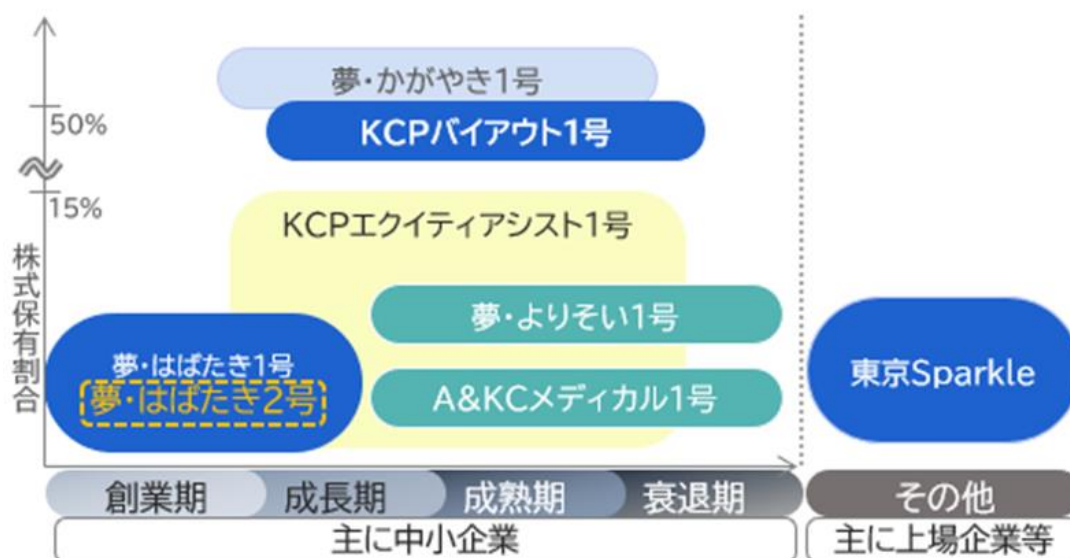 夢・かがやき1号
50%
KCPバイアウト1号
15%
KCPエクイティアシスト1号
株式保有割合
夢・よりそい1号
夢・はばたき1号
夢・はばたき2号
A&KCメディカル1号
東京Sparkle
創業期 成長期 成熟期 衰退期 その他
主に中小企業 主に上場企業等